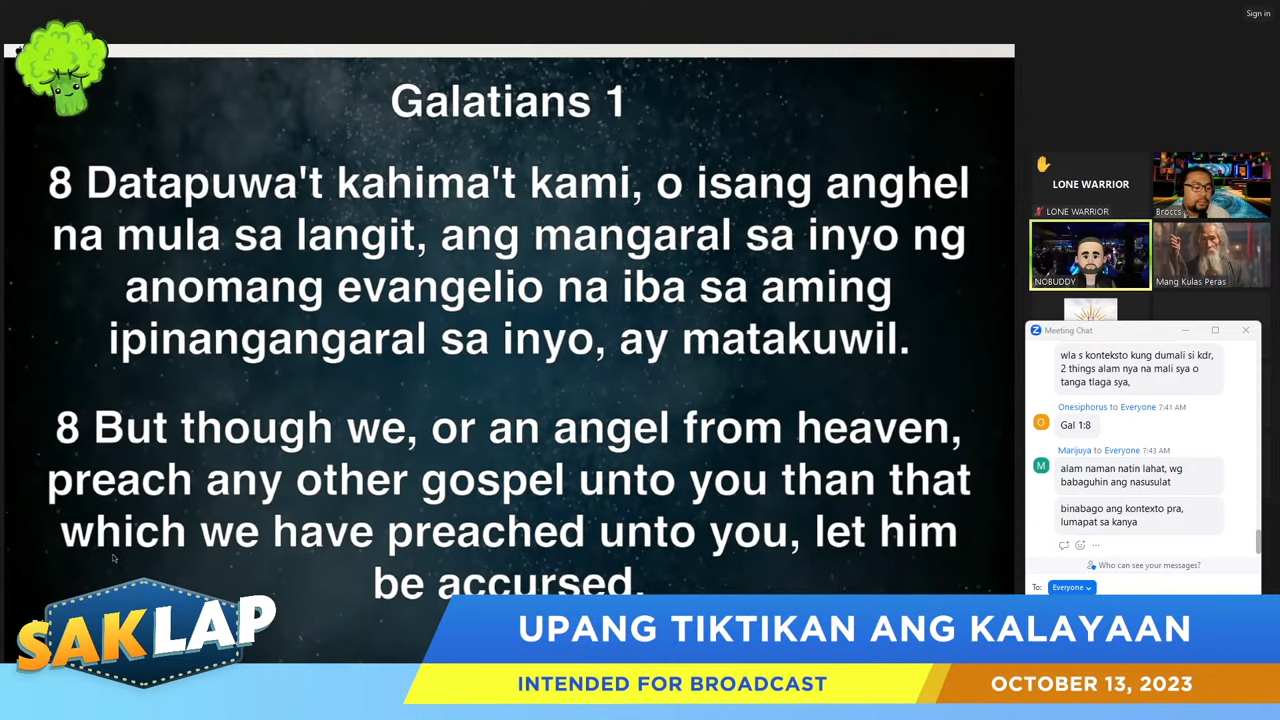 Sign in
Galatians 1
8 Datapuwa't kahima't kami, o isang anghel
na mula sa langit, ang mangaral sa inyo ng
anomang evangelio na iba sa aming
ipinangangaral sa inyo, ay matakuwil.
8 But though we, or an angel from heaven,
preach any other gospel unto you than that
which we have preached unto you, let him
be accursed.
LONE WARRIOR
LONE WARRIOR
Broccs
NOBUDDY
Mang Kulas Peras
Meeting Chat
wla s konteksto kung dumali si kdr,
2 things alam nya na mali sya o
tanga tlaga sya,
Onesiphorus to Everyone 7:41 AM
O
Gal 1:8
Marijuya to Everyone 7:43 AM
M
alam naman natin lahat, wg
babaguhin ang nasusulat
binabago ang kontexto pra,
lumapat sa kanya
Who can see your messages?
To: Everyone
SAKLAP
UPANG TIKTIKAN ANG KALAYAAN
INTENDED FOR BROADCAST
OCTOBER 13, 2023